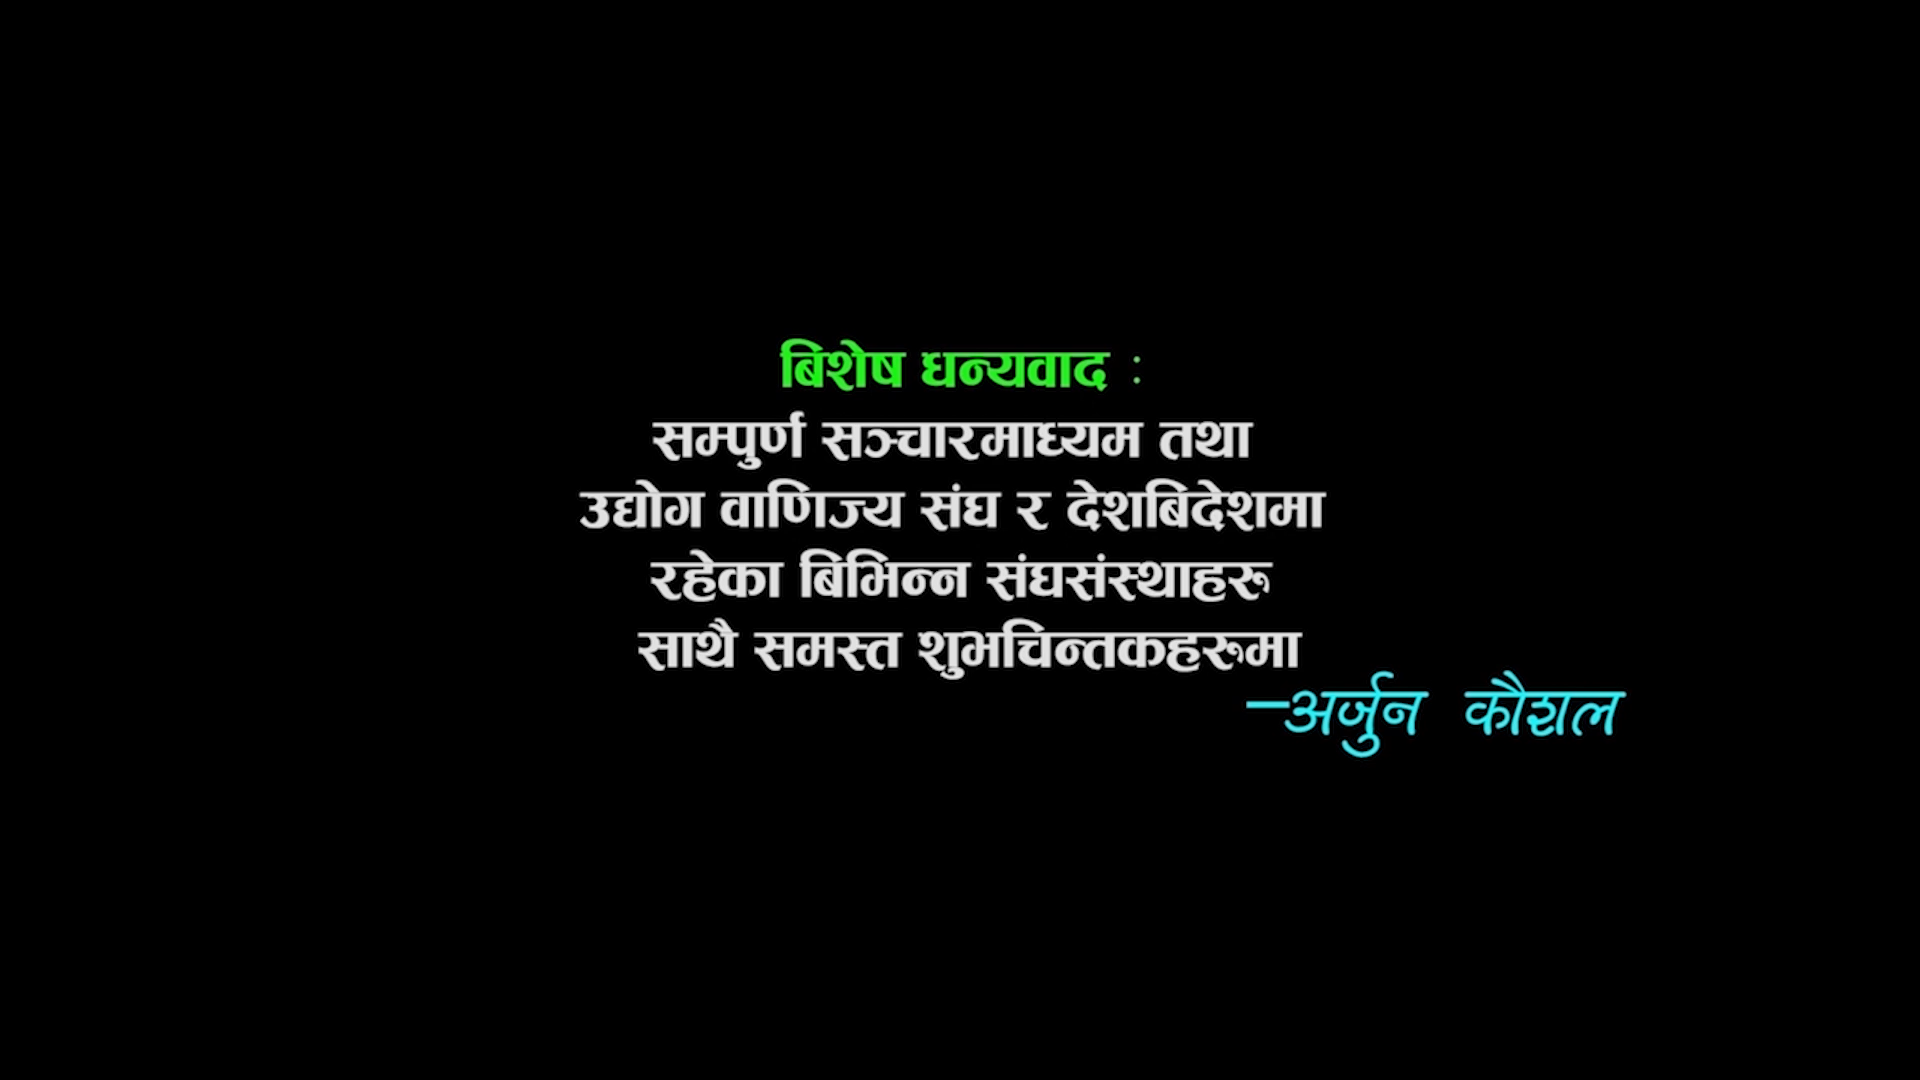 बिशेष धन्यवाद :
सम्पुर्ण सञ्चारमाध्यम तथा
उद्योग वाणिज्य संघ र देशबिदेशमा
रहेका बिभिन्न संघसंस्थाहरु
साथै समस्त शुभचिन्तकहरुमा
–अर्जुन कौशल